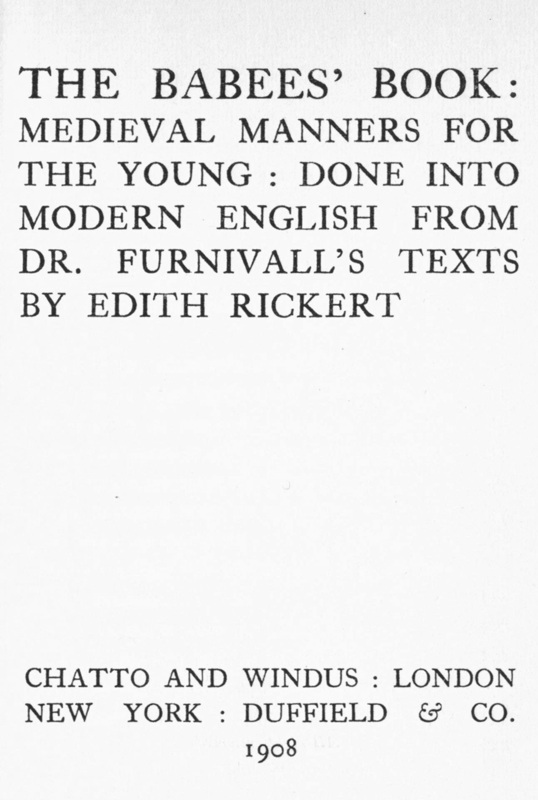 THE BABEES' BOOK:
MEDIEVAL MANNERS FOR
THE YOUNG : DONE INTO
MODERN ENGLISH FROM
DR. FURNIVALL'S TEXTS
BY EDITH RICKERT
CHATTO AND WINDUS : LONDON
NEW YORK : DUFFIELD & CO.
1908